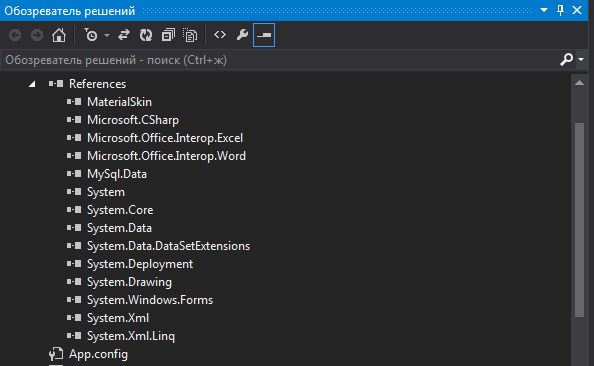 Обозреватель решений
Обозреватель решений - поиск (Ctrl+ж)
References
MaterialSkin
Microsoft.CSharp
Microsoft.Office.Interop.Excel
Microsoft.Office.Interop.Word
MySql.Data
System
System.Core
System.Data
System.Data.DataSetExtensions
System.Deployment
System.Drawing
System.Windows.Forms
System.Xml
System.Xml.Linq
App.config